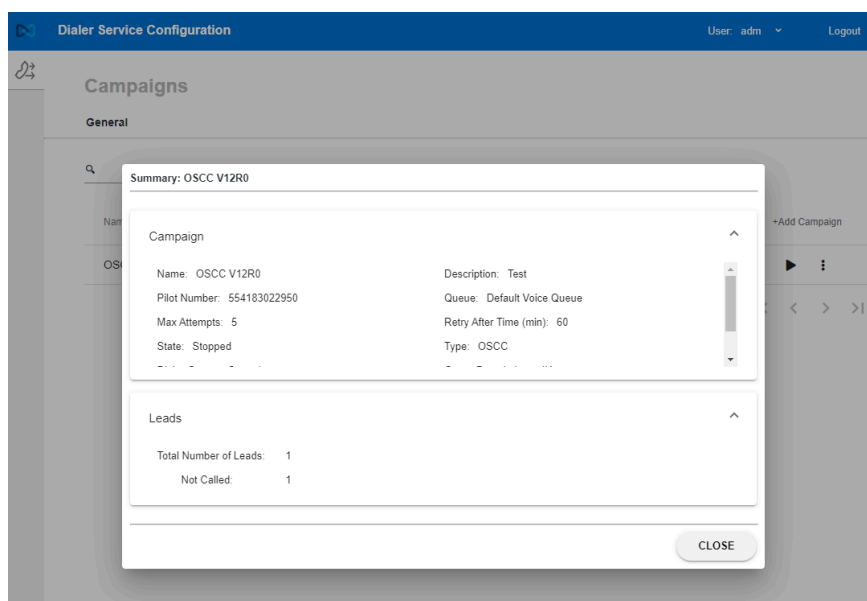 Dialer Service Configuration
User: adm
Logout
Campaigns
General
Summary: OSCC V12R0
Nam
+Add Campaign
Campaign
OSC
Name: OSCC V12R0
Description: Test
Pilot Number: 554183022950
Queue: Default Voice Queue
Max Attempts: 5
Retry After Time (min): 60
State: Stopped
Type: OSCC
Leads
Total Number of Leads: 1
Not Called: 1
CLOSE